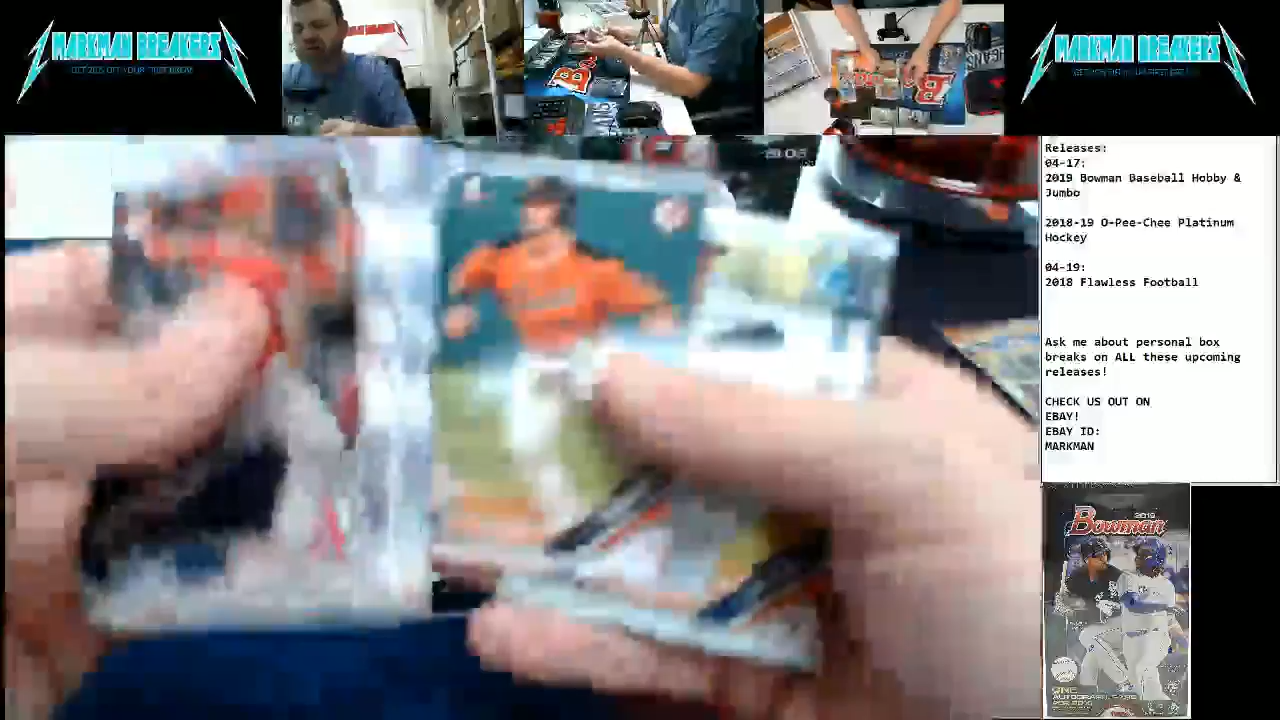 MARKMAN BREAKERS
MARKMAN BREAKERS
Releases:
04-17:
2019 Bowman Baseball Hobby &
Jumbo
2018-19 O-Pee-Chee Platinum
Hockey
04-19:
2018 Flawless Football
Ask me about personal box
breaks on ALL these upcoming
releases!
CHECK US OUT ON
EBAY!
EBAY ID:
MARKMAN
2019
Bowman
ONE